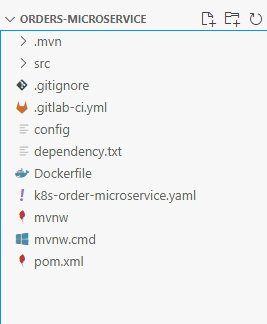 ORDERS-MICROSERVICE
.mvn
src
.gitignore
.gitlab-ci.yml
config
dependency.txt
Dockerfile
k8s-order-microservice.yaml
mvnw
mvnw.cmd
pom.xml